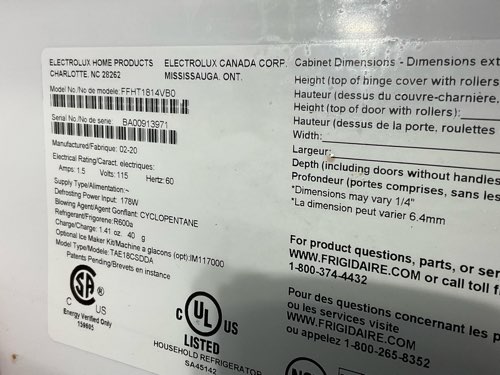 ELECTROLUX HOME PRODUCTS
CHARLOTTE, NC 28262
ELECTROLUX CANADA CORP.
MISSISSAUGA, ONT.
Model No./No de modele: FFHT1814VB0
Serial No./No de serie: BA00913971
Manufactured/Fabrique: 02-20
Electrical Rating/Caract. electriques:
Amps: 1.5 Volts: 115 Hertz: 60
Supply Type/Alimentation: ~
Defrosting Power Input: 178W
Blowing Agent/Agent Gonflant: CYCLOPENTANE
Refrigerant/Frigorene: R600a
Charge/Charge: 1.41 oz. 40 g
Optional Ice Maker Kit/Machine a glacons (opt): IM117000
Model Type/Modele: TAE18CSDDA
Patents Pending/Brevets en instance
SA
C US
Energy Verified Only
159665
UL
C US
LISTED
HOUSEHOLD REFRIGERATOR
SA45142
Cabinet Dimensions - Dimensions ext
Height (top of hinge cover with rollers
Hauteur (dessus du couvre-charnière,
Height (top of door with rollers):
Hauteur (dessus de la porte, roulettes
Width:
Largeur:
Depth (including doors without handles
Profondeur (portes comprises, sans les
*Dimensions may vary 1/4"
*La dimension peut varier 6.4mm
For product questions, parts, or se
WWW.FRIGIDAIRE.COM or call toll f
1-800-374-4432
Pour des questions concernant les p
ou les services visitez
WWW.FRIGIDAIRE.COM
ou appelez 1-800-265-8352